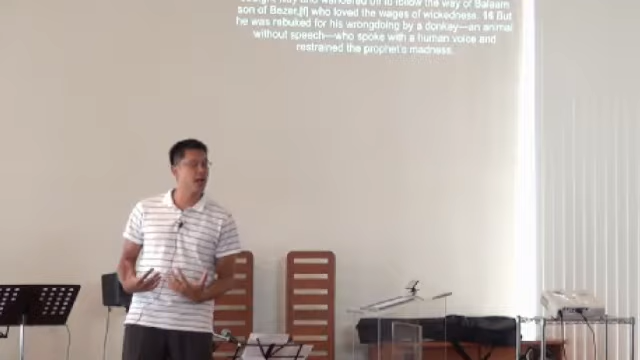 way and wandered off to follow the way of Balaam
son of Bezer,[f] who loved the wages of wickedness. 16 But
he was rebuked for his wrongdoing by a donkey—an animal
without speech—who spoke with a human voice and
restrained the prophet's madness.